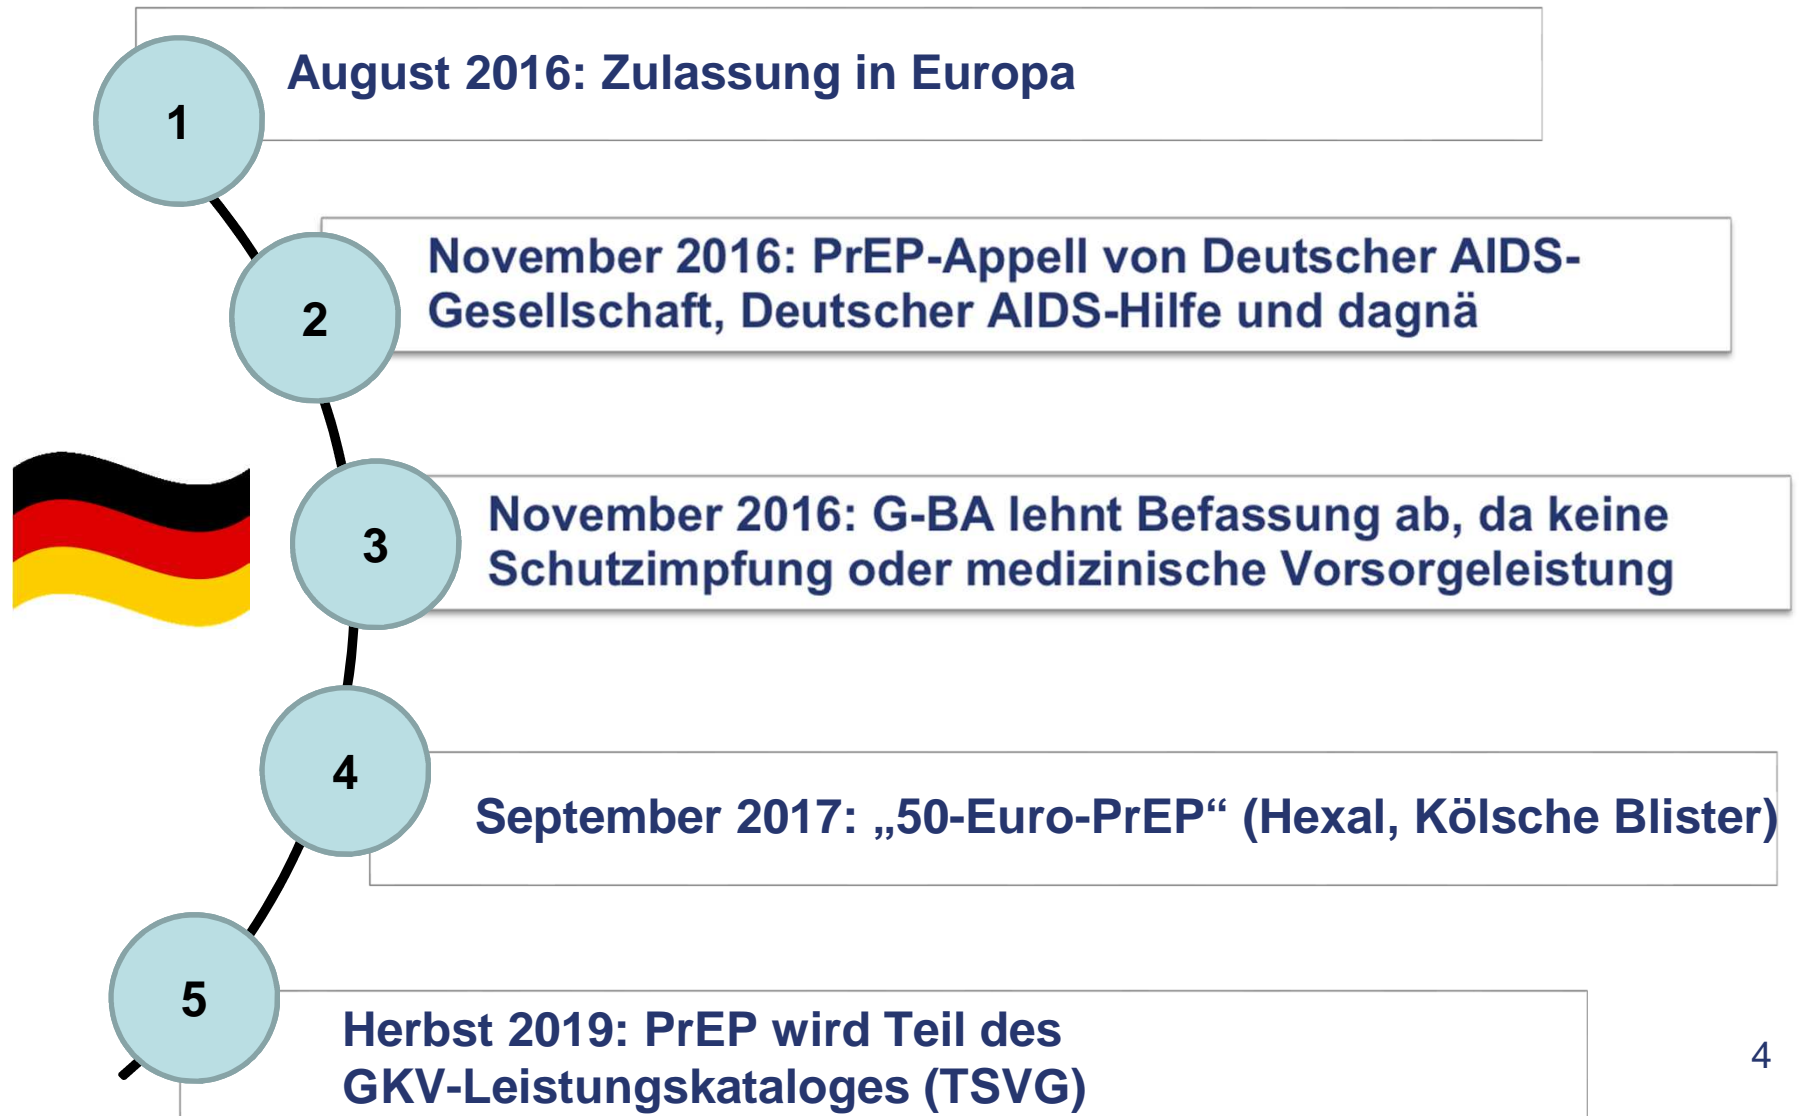 1
August 2016: Zulassung in Europa
2
November 2016: PrEP-Appell von Deutscher AIDS-
Gesellschaft, Deutscher AIDS-Hilfe und dagnä
3
November 2016: G-BA lehnt Befassung ab, da keine
Schutzimpfung oder medizinische Vorsorgeleistung
4
September 2017: „50-Euro-PrEP“ (Hexal, Kölsche Blister)
5
Herbst 2019: PrEP wird Teil des
GKV-Leistungskataloges (TSVG)
4